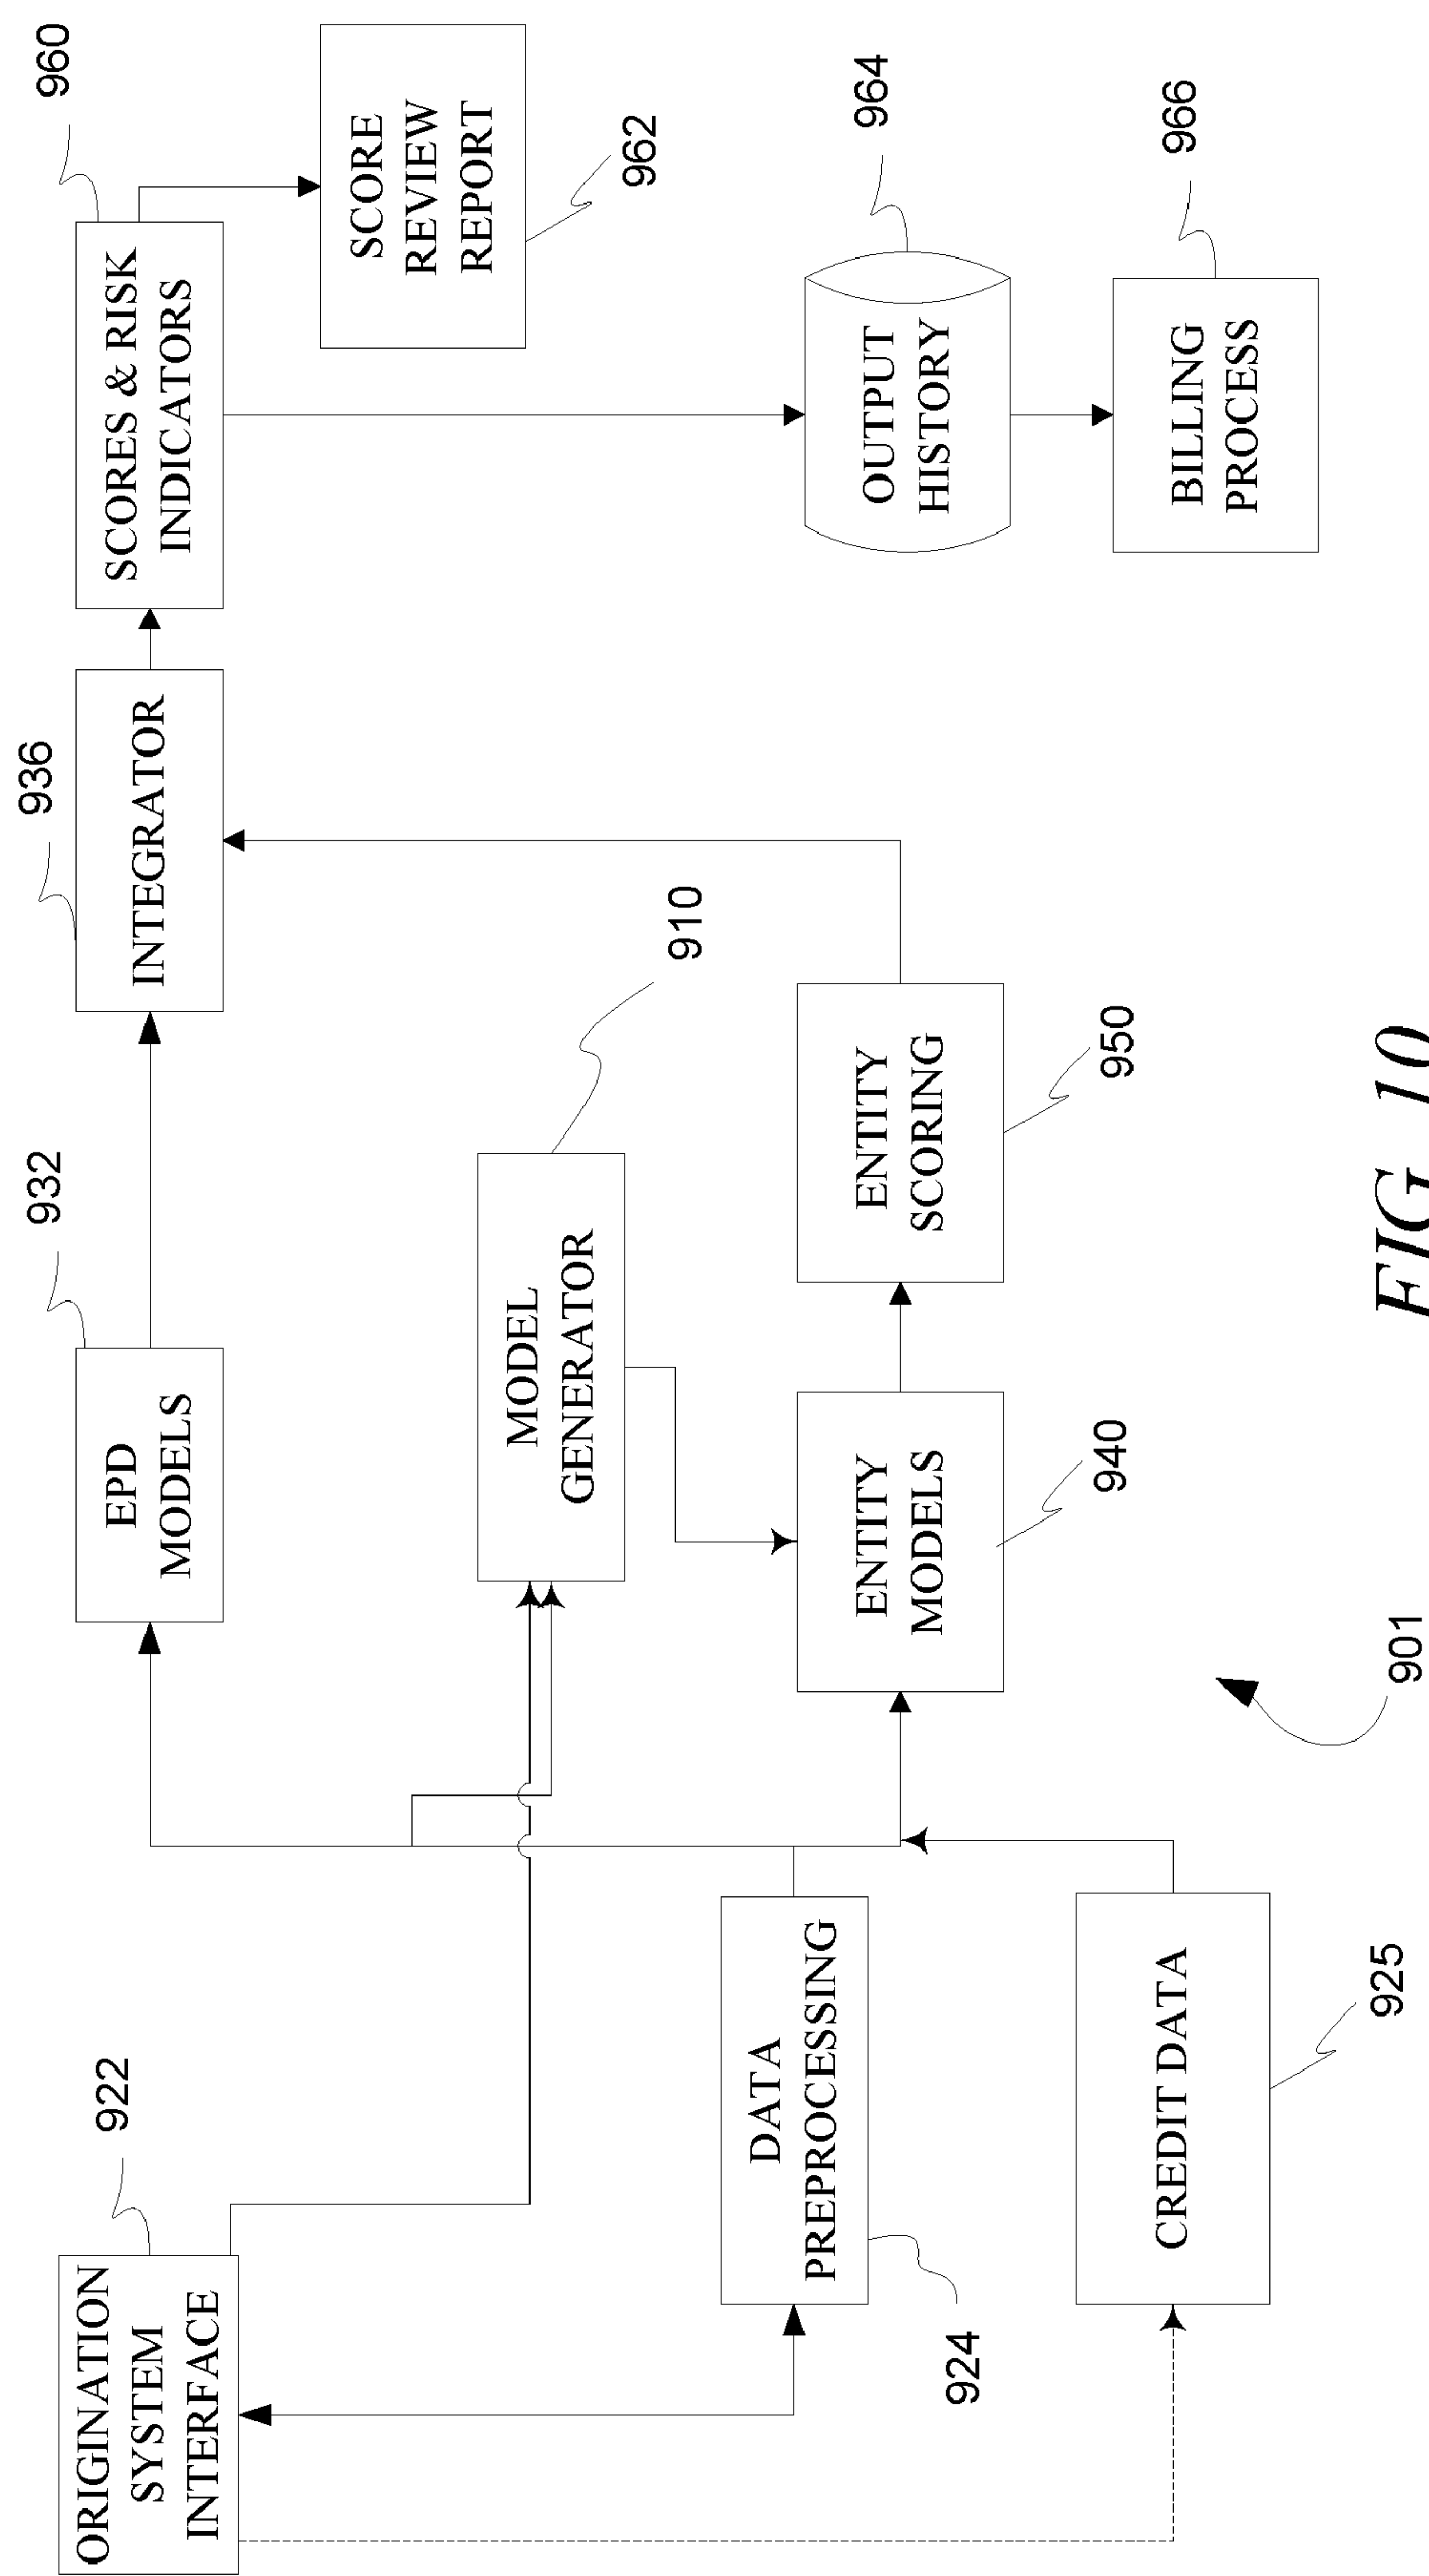 922
ORIGINATION
SYSTEM
INTERFACE
932
EPD
MODELS
936
INTEGRATOR
960
SCORES & RISK
INDICATORS
SCORE
REVIEW
REPORT
962
910
MODEL
GENERATOR
DATA
PREPROCESSING
924
ENTITY
MODELS
940
ENTITY
SCORING
950
OUTPUT
HISTORY
964
CREDIT DATA
925
BILLING
PROCESS
966
901
FIG 10